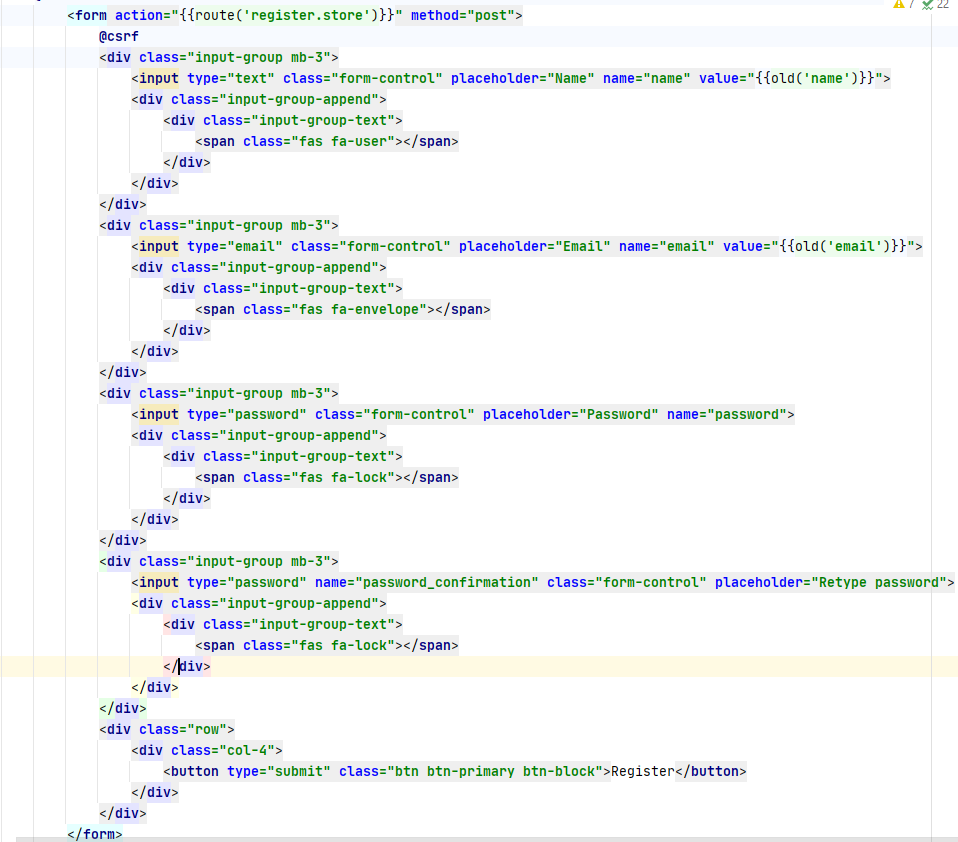 7 22
<form action="{{route('register.store')}}" method="post">
@csrf
<div class="input-group mb-3">
<input type="text" class="form-control" placeholder="Name" name="name" value="{{old('name')}}">
<div class="input-group-append">
<div class="input-group-text">
<span class="fas fa-user"></span>
</div>
</div>
</div>
<div class="input-group mb-3">
<input type="email" class="form-control" placeholder="Email" name="email" value="{{old('email')}}">
<div class="input-group-append">
<div class="input-group-text">
<span class="fas fa-envelope"></span>
</div>
</div>
</div>
<div class="input-group mb-3">
<input type="password" class="form-control" placeholder="Password" name="password">
<div class="input-group-append">
<div class="input-group-text">
<span class="fas fa-lock"></span>
</div>
</div>
</div>
<div class="input-group mb-3">
<input type="password" name="password_confirmation" class="form-control" placeholder="Retype password">
<div class="input-group-append">
<div class="input-group-text">
<span class="fas fa-lock"></span>
</div>
</div>
</div>
<div class="row">
<div class="col-4">
<button type="submit" class="btn btn-primary btn-block">Register</button>
</div>
</div>
</form>